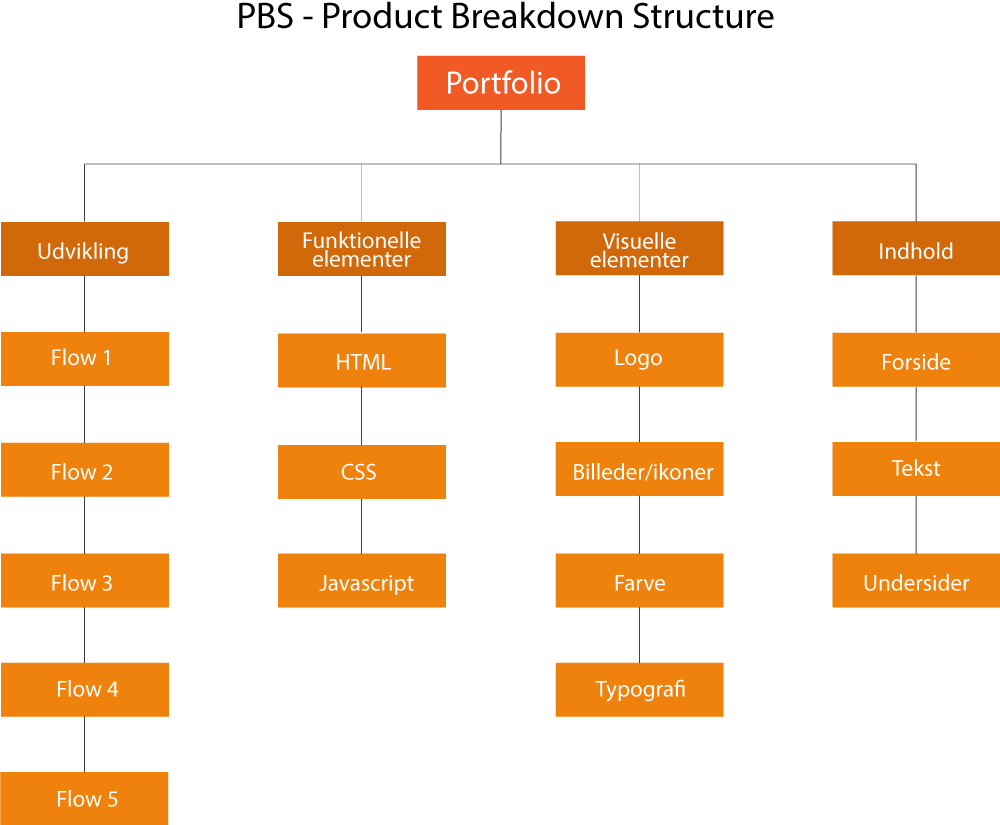 PBS - Product Breakdown Structure
Portfolio
Udvikling
Flow 1
Flow 2
Flow 3
Flow 4
Flow 5
Funktionelle
elementer
HTML
CSS
Javascript
Visuelle
elementer
Logo
Billeder/ikoner
Farve
Typografi
Indhold
Forside
Tekst
Undersider